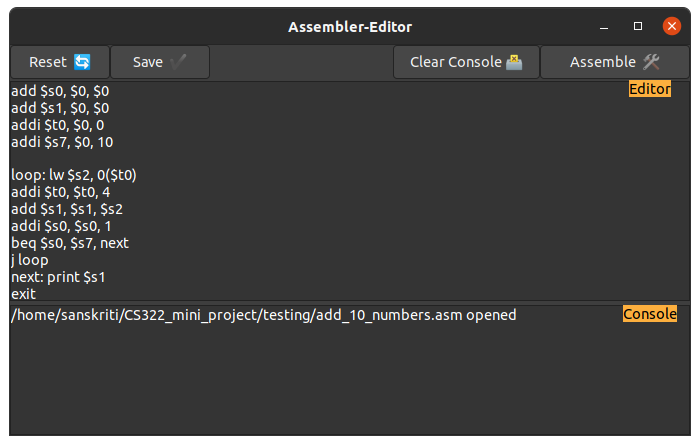 Assembler-Editor
Reset Save Clear Console Assemble
Editor
add $s0, $0, $0
add $s1, $0, $0
addi $t0, $0, 0
addi $s7, $0, 10
loop: lw $s2, 0($t0)
addi $t0, $t0, 4
add $s1, $s1, $s2
addi $s0, $s0, 1
beq $s0, $s7, next
j loop
next: print $s1
exit
Console
/home/sanskriti/CS322_mini_project/testing/add_10_numbers.asm opened